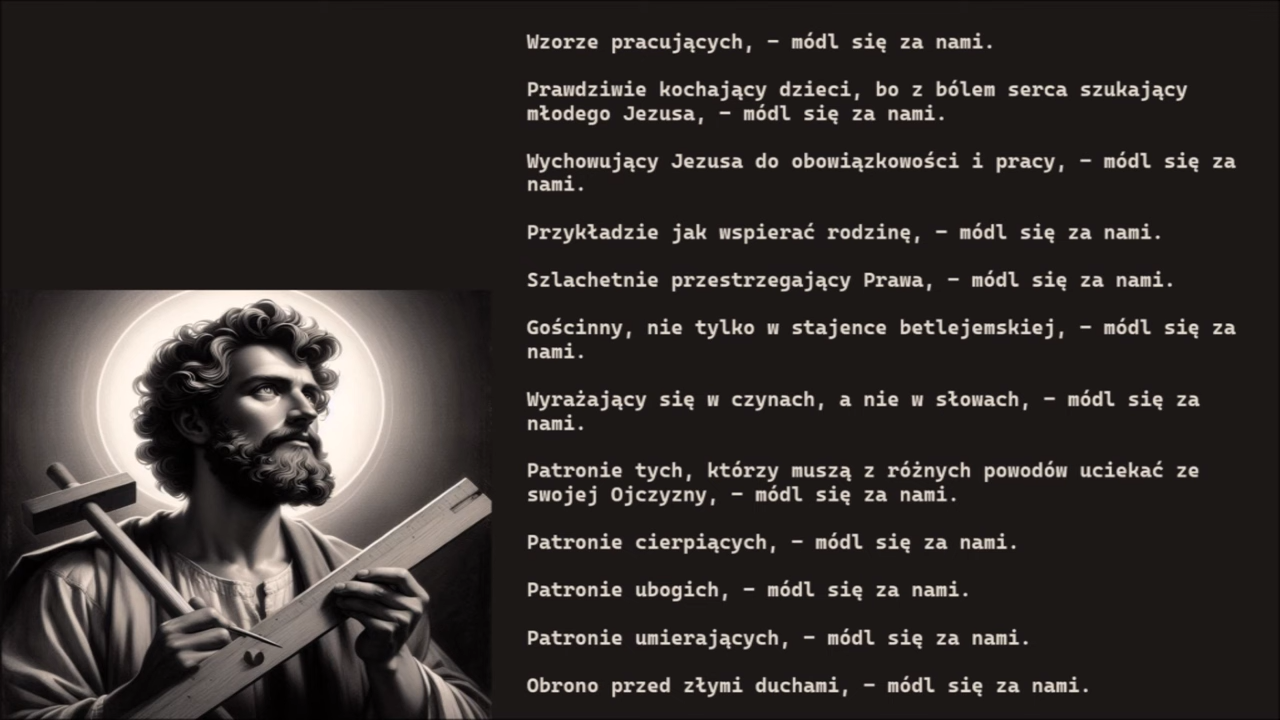 Wzorze pracujących, – módl się za nami.
Prawdziwie kochający dzieci, bo z bólem serca szukający
młodego Jezusa, – módl się za nami.
Wychowujący Jezusa do obowiązkowości i pracy, – módl się za
nami.
Przykładzie jak wspierać rodzinę, – módl się za nami.
Szlachetnie przestrzegający Prawa, – módl się za nami.
Gościnny, nie tylko w stajence betlejemskiej, – módl się za
nami.
Wyrażający się w czynach, a nie w słowach, – módl się za
nami.
Patronie tych, którzy muszą z różnych powodów uciekać ze
swojej Ojczyzny, – módl się za nami.
Patronie cierpiących, – módl się za nami.
Patronie ubogich, – módl się za nami.
Patronie umierających, – módl się za nami.
Obrono przed złymi duchami, – módl się za nami.